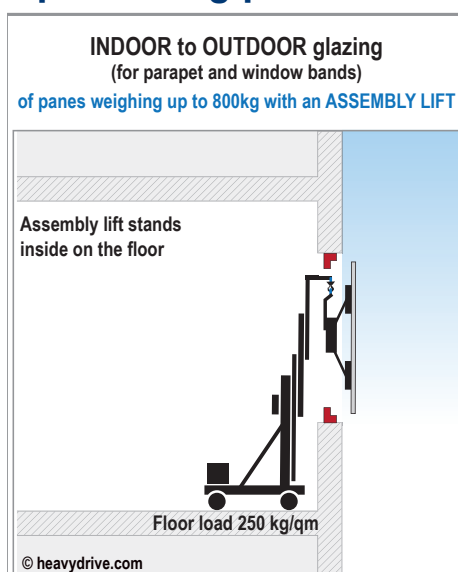 INDOOR to OUTDOOR glazing
(for parapet and window bands)
of panes weighing up to 800kg with an ASSEMBLY LIFT
Assembly lift stands
inside on the floor
Floor load 250 kg/qm
© heavydrive.com